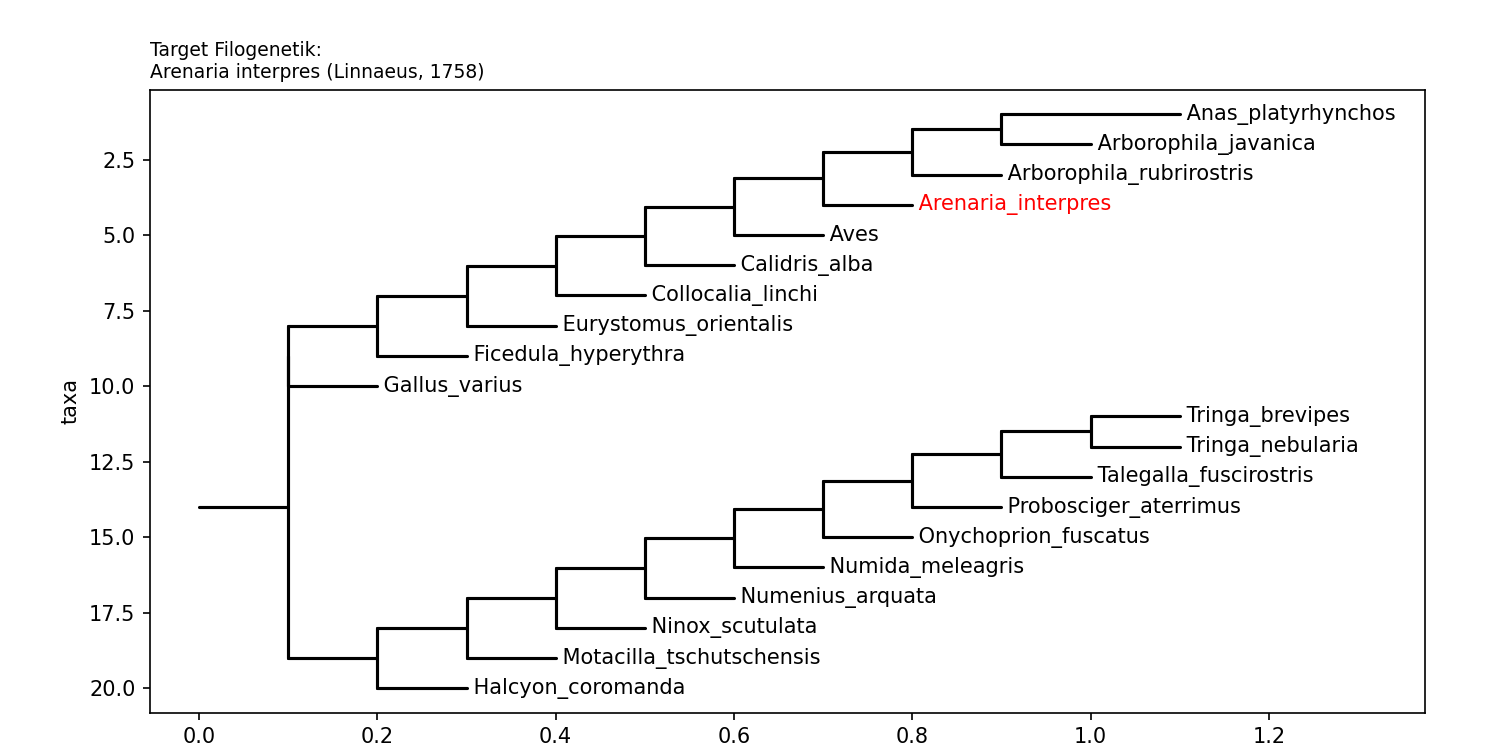 Target Filogenetik:
Arenaria interpres (Linnaeus, 1758)
Anas_platyrhynchos
Arborophila_javanica
2.5
Arborophila_rubrirostris
Arenaria_interpres
5.0
Aves
Calidris_alba
Collocalia_linchi
7.5
Eurystomus_orientalis
Ficedula_hyperythra
taxa
10.0
Gallus_varius
Tringa_brevipes
Tringa_nebularia
12.5
Talegalla_fuscirostris
Probosciger_aterrimus
15.0
Onychoprion_fuscatus
Numida_meleagris
Numenius_arquata
17.5
Ninox_scutulata
Motacilla_tschutschensis
20.0
Halcyon_coromanda
0.0 0.2 0.4 0.6 0.8 1.0 1.2